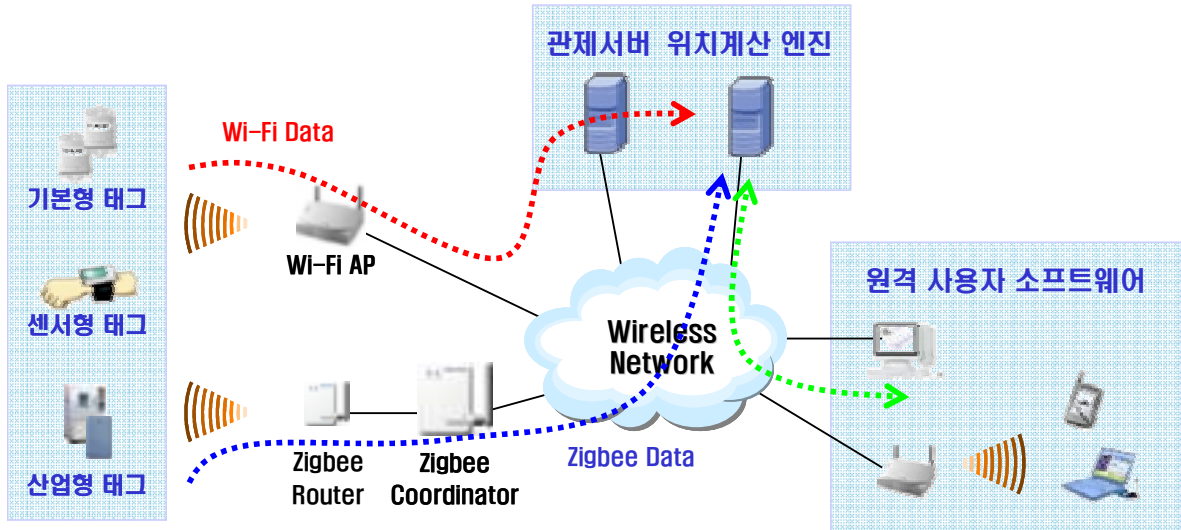 관제서버 위치계산 엔진
Wi-Fi Data
기본형 태그
Wi-Fi AP
센서형 태그
원격 사용자 소프트웨어
Wireless
Network
산업형 태그
Zigbee
Router
Zigbee
Coordinator
Zigbee Data